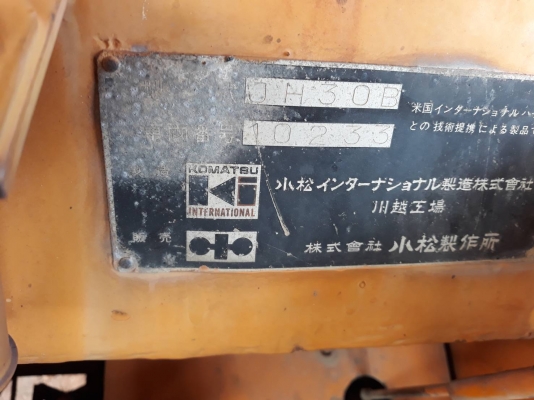 JH30B
米国インターナショナル ハー
製造番号 10233
との技術提携による製品で
KOMATSU
INTERNATIONAL
小松インターナショナル製造株式會社
川越工場
販売
株式會社 小松製作所